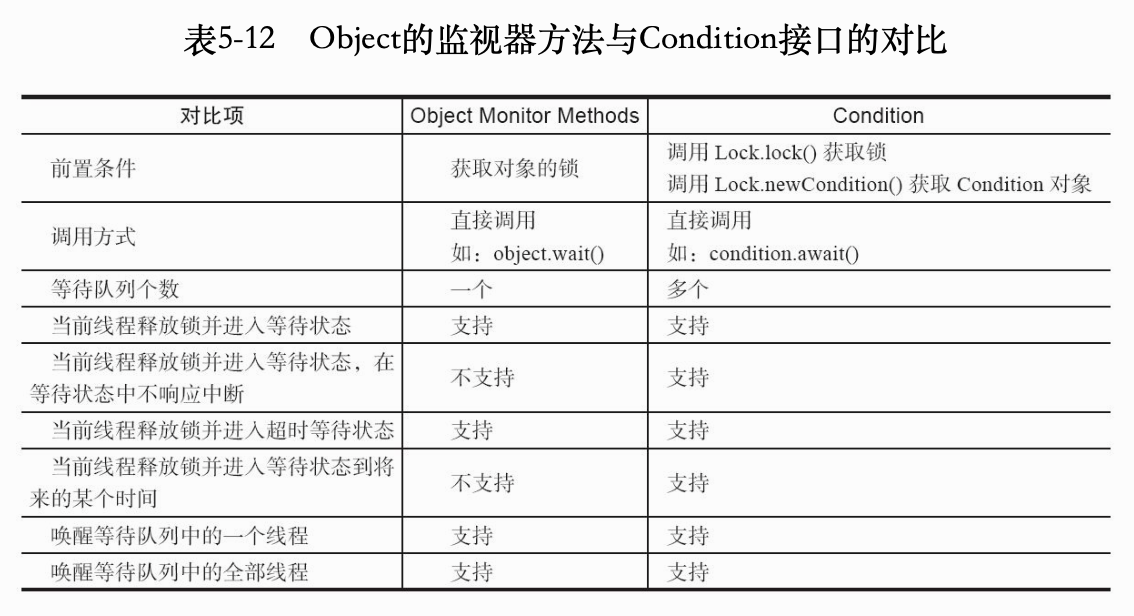 表5-12 Object的监视器方法与Condition接口的对比
对比项 Object Monitor Methods Condition
前置条件 获取对象的锁 调用 Lock.lock() 获取锁
调用 Lock.newCondition() 获取 Condition 对象
调用方式 直接调用 直接调用
如：object.wait() 如：condition.await()
等待队列个数 一个 多个
当前线程释放锁并进入等待状态 支持 支持
当前线程释放锁并进入等待状态，在
等待状态中不响应中断 不支持 支持
当前线程释放锁并进入超时等待状态 支持 支持
当前线程释放锁并进入等待状态到将
来的某个时间 不支持 支持
唤醒等待队列中的一个线程 支持 支持
唤醒等待队列中的全部线程 支持 支持